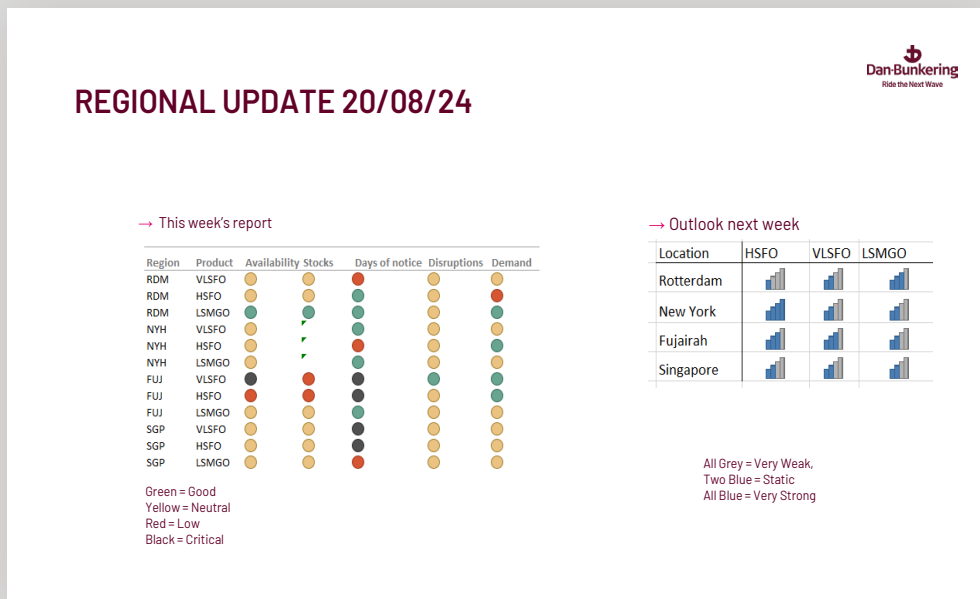 Dan-Bunkering
Ride the Next Wave
REGIONAL UPDATE 20/08/24
→ This week's report
Region Product Availability Stocks Days of notice Disruptions Demand
RDM VLSFO
RDM HSFO
RDM LSMGO
NYH VLSFO
NYH HSFO
NYH LSMGO
FUJ VLSFO
FUJ HSFO
FUJ LSMGO
SGP VLSFO
SGP HSFO
SGP LSMGO
Green = Good
Yellow = Neutral
Red = Low
Black = Critical
→ Outlook next week
Location HSFO VLSFO LSMGO
Rotterdam
New York
Fujairah
Singapore
All Grey = Very Weak,
Two Blue = Static
All Blue = Very Strong